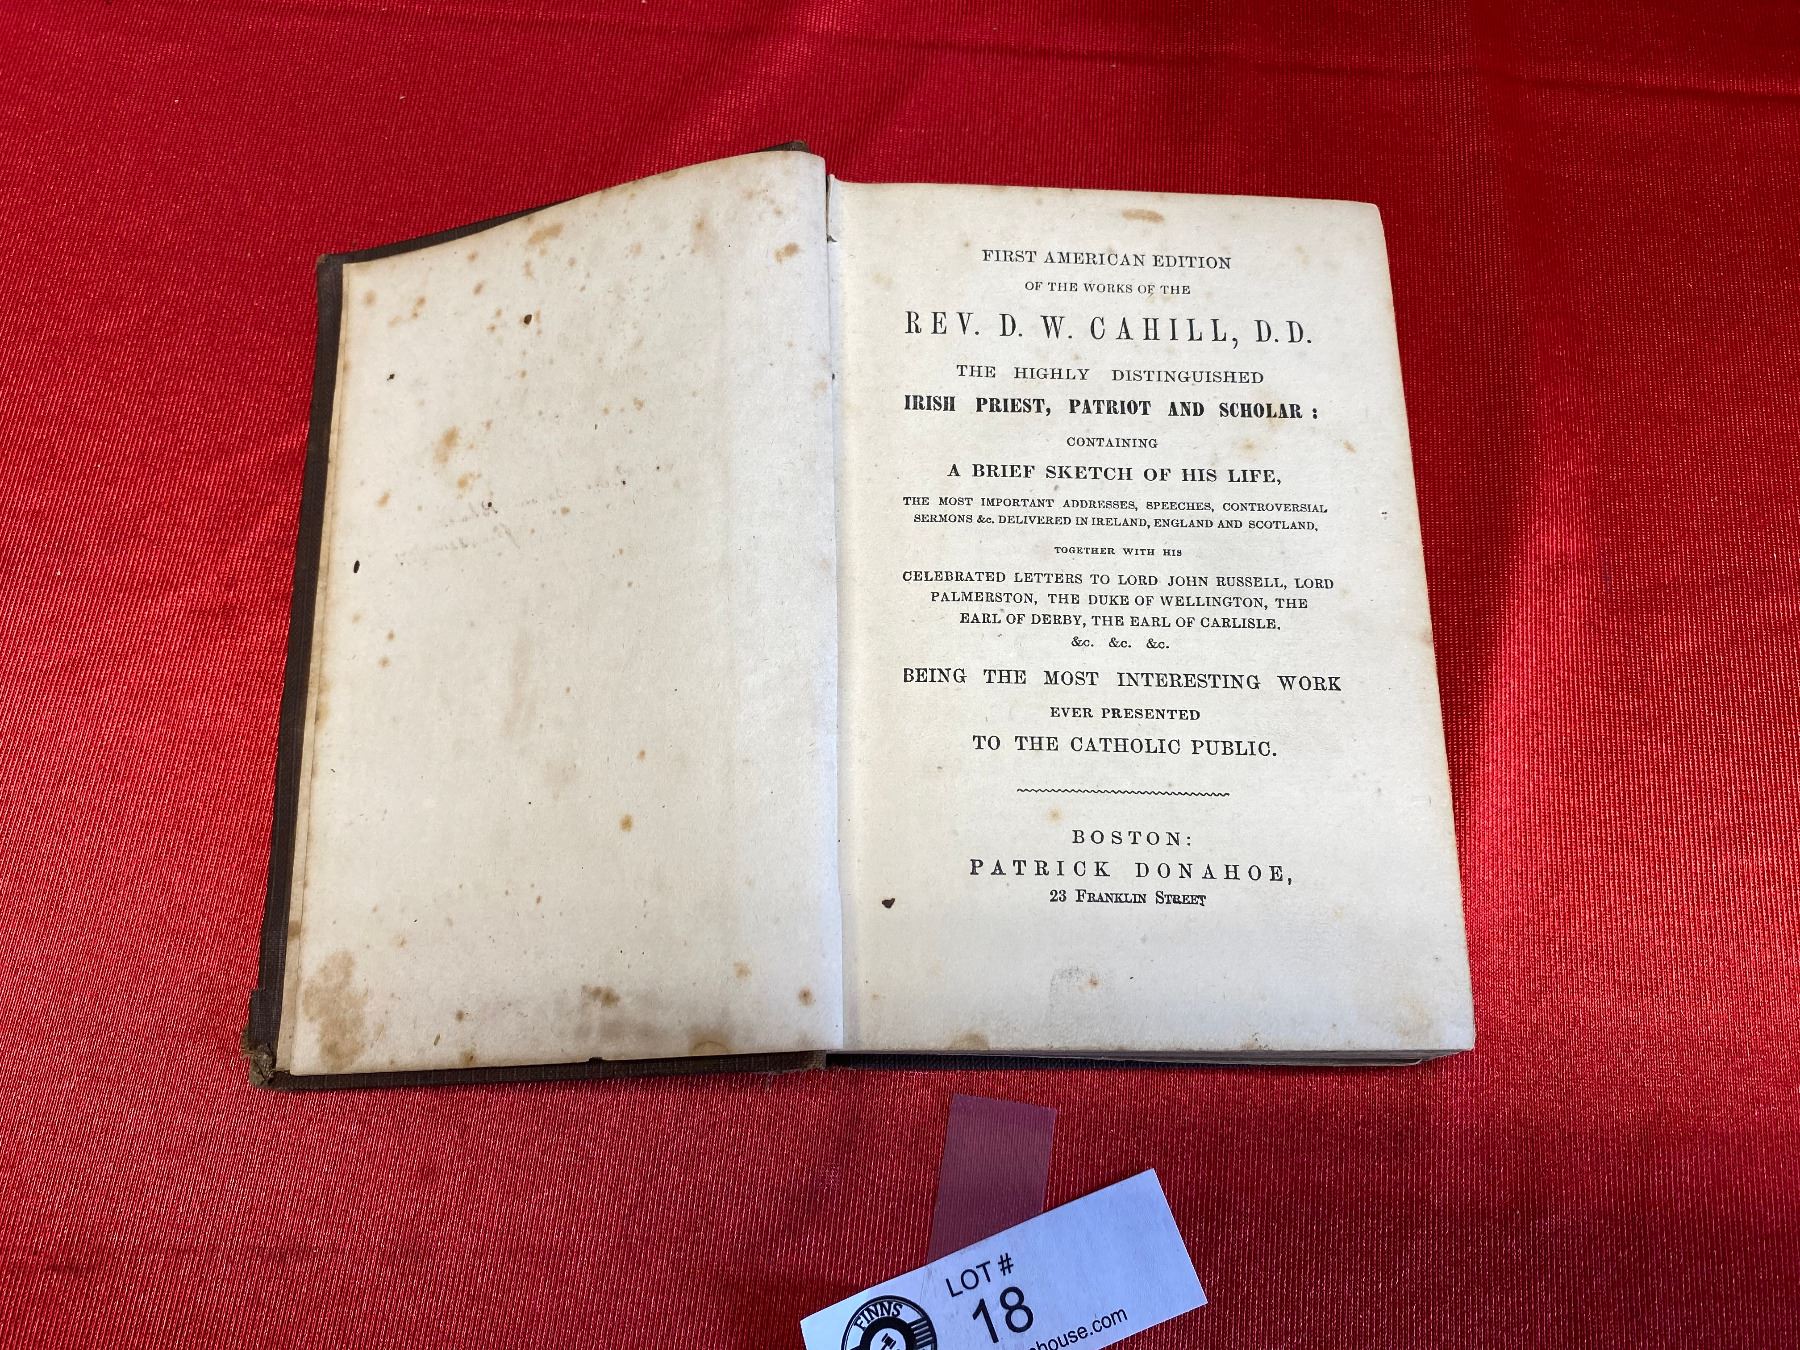 FIRST AMERICAN EDITION
OF THE WORKS OF THE
REV. D. W. CAHILL, D.D.
THE HIGHLY DISTINGUISHED
IRISH PRIEST, PATRIOT AND SCHOLAR:
CONTAINING
A BRIEF SKETCH OF HIS LIFE,
THE MOST IMPORTANT ADDRESSES, SPEECHES, CONTROVERSIAL
SERMONS &c. DELIVERED IN IRELAND, ENGLAND AND SCOTLAND,
TOGETHER WITH HIS
CELEBRATED LETTERS TO LORD JOHN RUSSELL, LORD
PALMERSTON, THE DUKE OF WELLINGTON, THE
EARL OF DERBY, THE EARL OF CARLISLE,
&c. &c. &c.
BEING THE MOST INTERESTING WORK
EVER PRESENTED
TO THE CATHOLIC PUBLIC.
BOSTON:
PATRICK DONAHOE,
23 FRANKLIN STREET
LOT #
18
FINNS
house.com